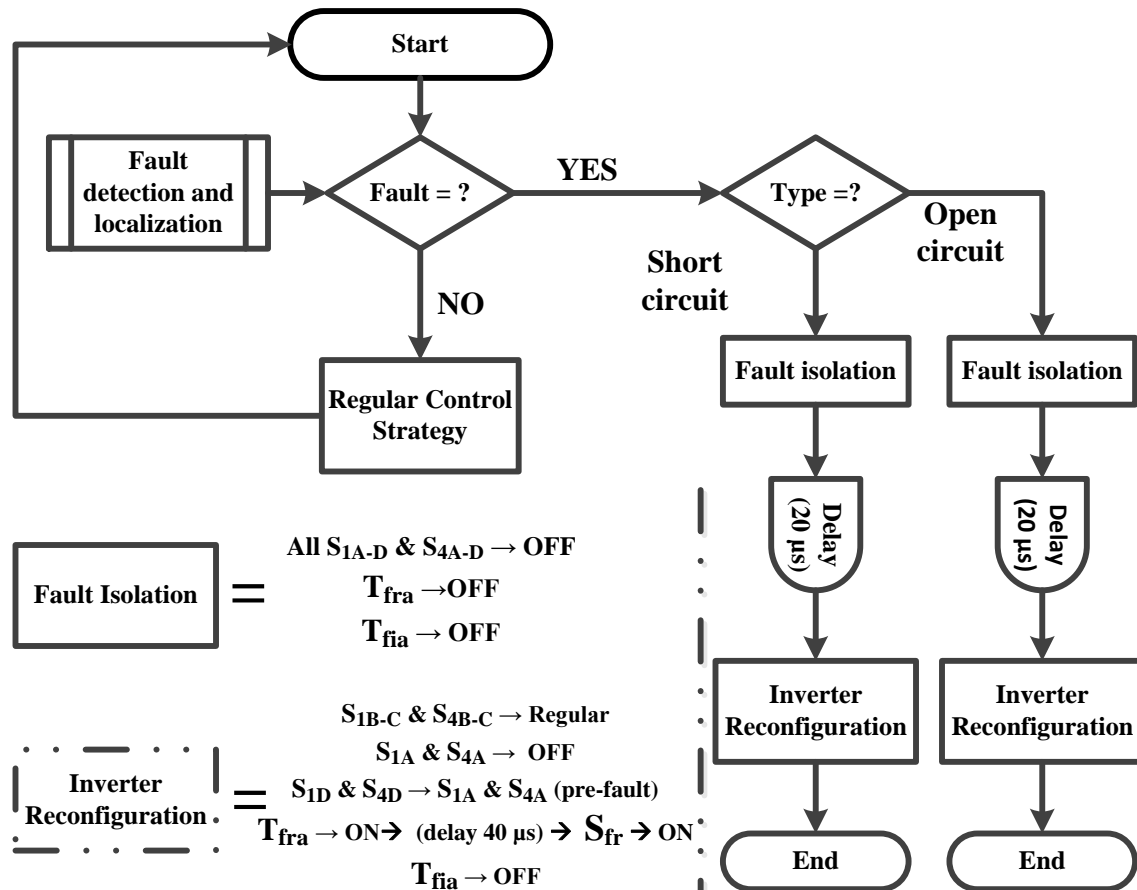 Start
Fault
detection and
localization
Fault = ?
YES
Type =?
Open
circuit
Short
circuit
NO
Regular Control
Strategy
Fault isolation
Fault isolation
Delay
(20 µs)
Delay
(20 µs)
Fault Isolation
=
All S1A-D & S4A-D → OFF
Tfra →OFF
Tfia → OFF
Inverter
Reconfiguration
Inverter
Reconfiguration
Inverter
Reconfiguration
=
S1B-C & S4B-C → Regular
S1A & S4A → OFF
S1D & S4D → S1A & S4A (pre-fault)
Tfra → ON → (delay 40 µs) → Sfr → ON
Tfia → OFF
End
End